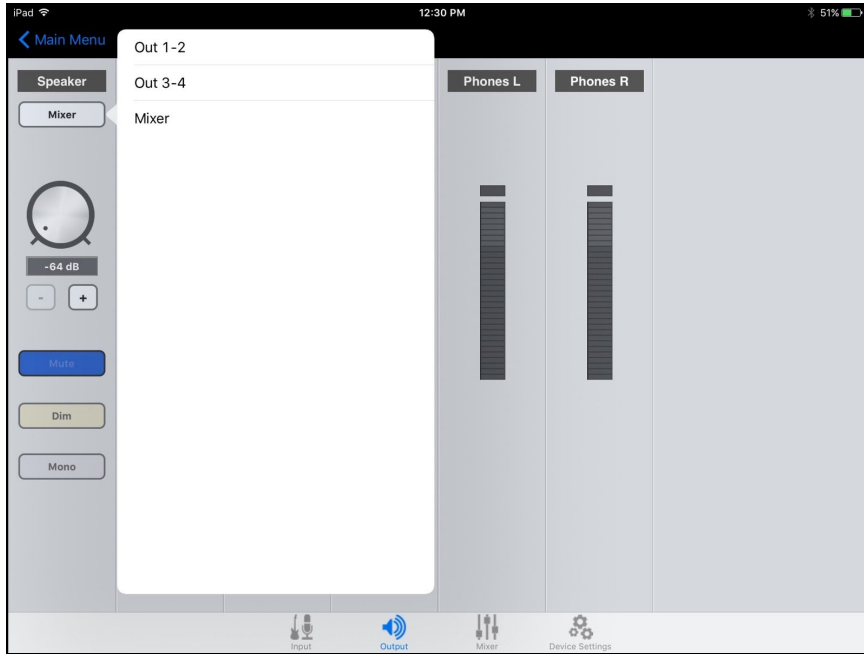 iPad 12:30 PM 51%
Main Menu
Out 1-2
Out 3-4
Mixer
Speaker
Mixer
-64 dB
- +
Mute
Dim
Mono
Phones L Phones R
Input Output Mixer Device Settings